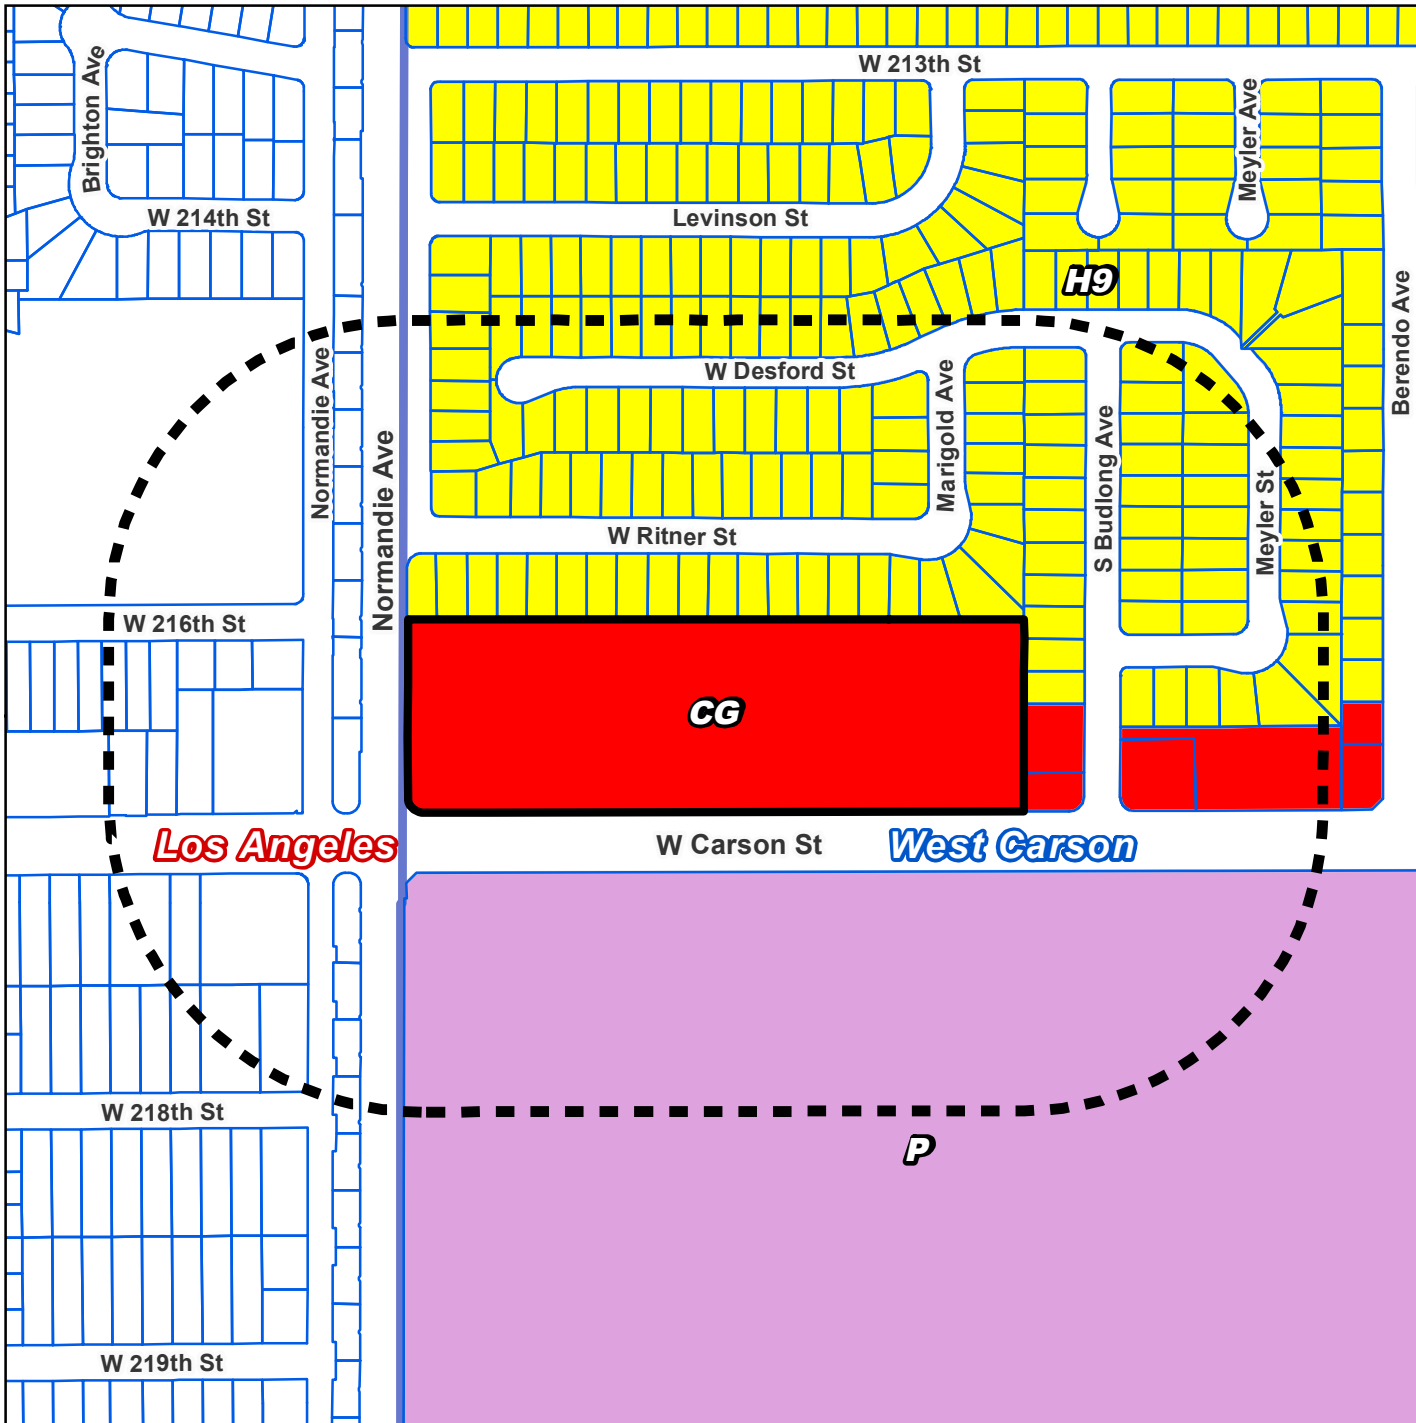 W 213th St
Brighton Ave
Meyler Ave
W 214th St
Levinson St
H9
Berendo Ave
Normandie Ave
W Desford St
Marigold Ave
S Budlong Ave
Normandie Ave
Meyler St
W Ritner St
W 216th St
CG
Los Angeles
W Carson St
West Carson
W 218th St
P
W 219th St